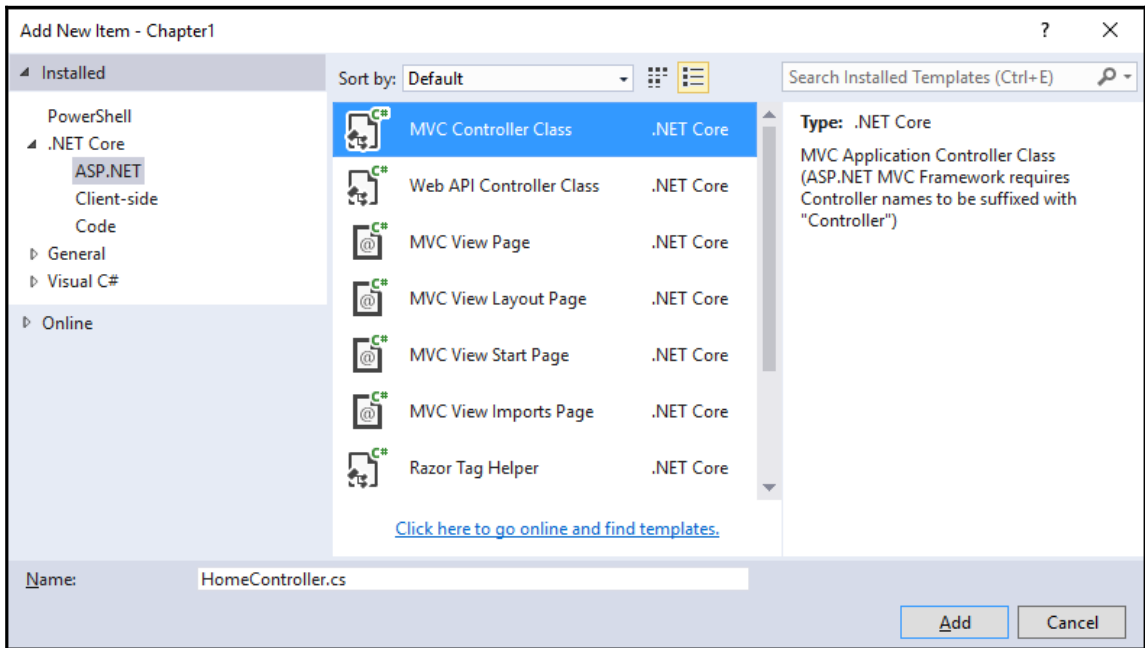 Add New Item - Chapter1
?
Installed
PowerShell
.NET Core
ASP.NET
Client-side
Code
General
Visual C#
Online
Sort by: Default
C# MVC Controller Class .NET Core
C# Web API Controller Class .NET Core
@ C# MVC View Page .NET Core
@ C# MVC View Layout Page .NET Core
@ C# MVC View Start Page .NET Core
@ C# MVC View Imports Page .NET Core
C# Razor Tag Helper .NET Core
Click here to go online and find templates.
Search Installed Templates (Ctrl+E)
Type: .NET Core
MVC Application Controller Class
(ASP.NET MVC Framework requires
Controller names to be suffixed with
"Controller")
Name: HomeController.cs
Add Cancel